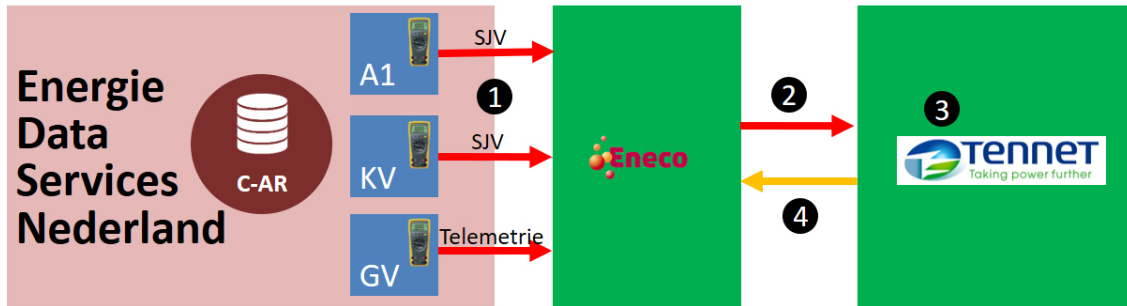 Energie
Data
Services
Nederland
C-AR
A1
KV
GV
SJV
SJV
Telemetrie
1
Eneco
2
4
3
TENNET
Taking power further